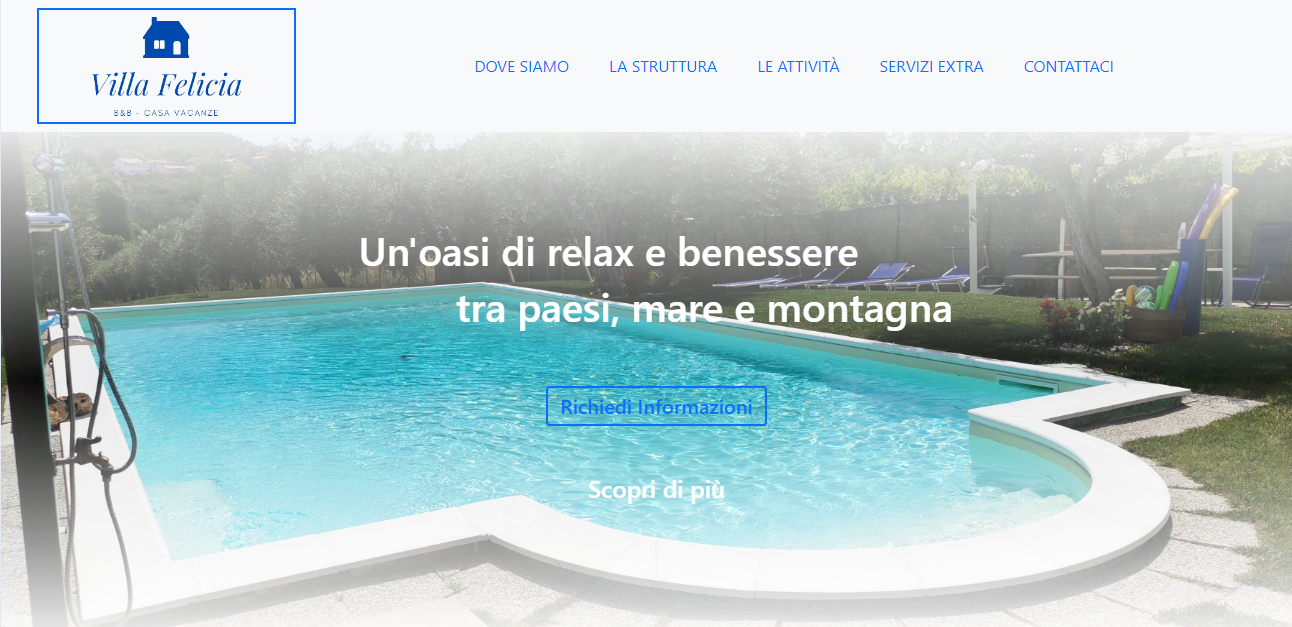 Villa Felicia
B&B - CASA VACANZE
DOVE SIAMO
LA STRUTTURA
LE ATTIVITÀ
SERVIZI EXTRA
CONTATTACI
Un'oasi di relax e benessere
tra paesi, mare e montagna
Richiedi Informazioni
Scopri di più